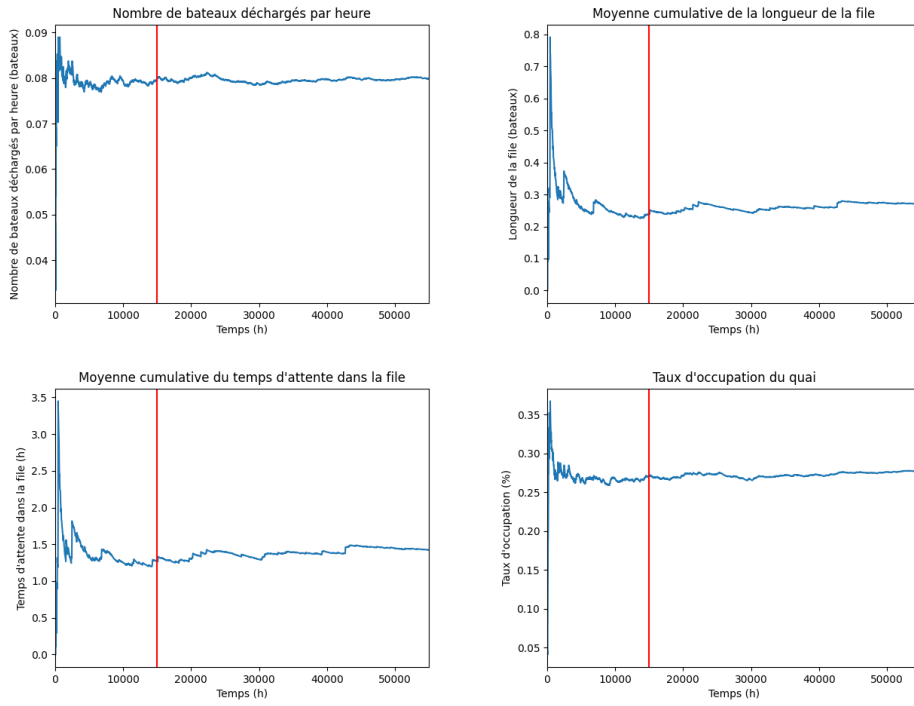 Nombre de bateaux déchargés par heure
Nombre de bateaux déchargés par heure (bateaux)
0.09
0.08
0.07
0.06
0.05
0.04
0 10000 20000 30000 40000 50000
Temps (h)
Moyenne cumulative de la longueur de la file
Longueur de la file (bateaux)
0.8
0.7
0.6
0.5
0.4
0.3
0.2
0.1
0.0
0 10000 20000 30000 40000 50000
Temps (h)
Moyenne cumulative du temps d'attente dans la file
Temps d'attente dans la file (h)
3.5
3.0
2.5
2.0
1.5
1.0
0.5
0.0
0 10000 20000 30000 40000 50000
Temps (h)
Taux d'occupation du quai
Taux d'occupation (%)
0.35
0.30
0.25
0.20
0.15
0.10
0.05
0 10000 20000 30000 40000 50000
Temps (h)